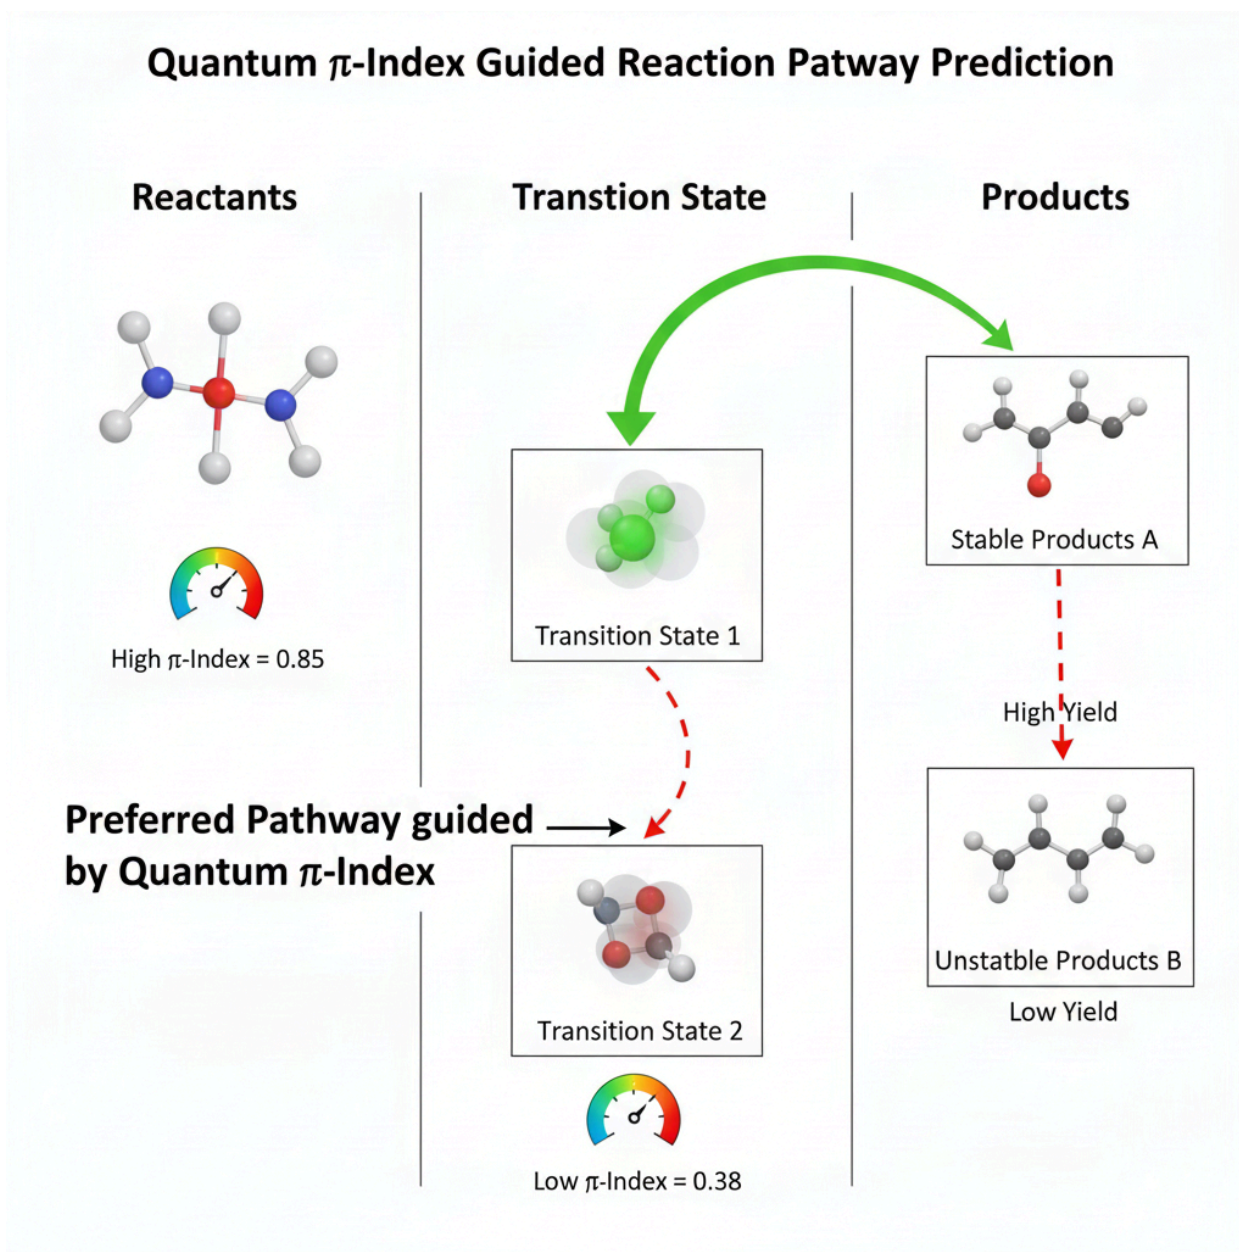 Quantum π-Index Guided Reaction Patway Prediction
Reactants
Transtion State
Products
High π-Index = 0.85
Transition State 1
Stable Products A
High Yield
Preferred Pathway guided
by Quantum π-Index
Transition State 2
Unstatble Products B
Low Yield
Low π-Index = 0.38